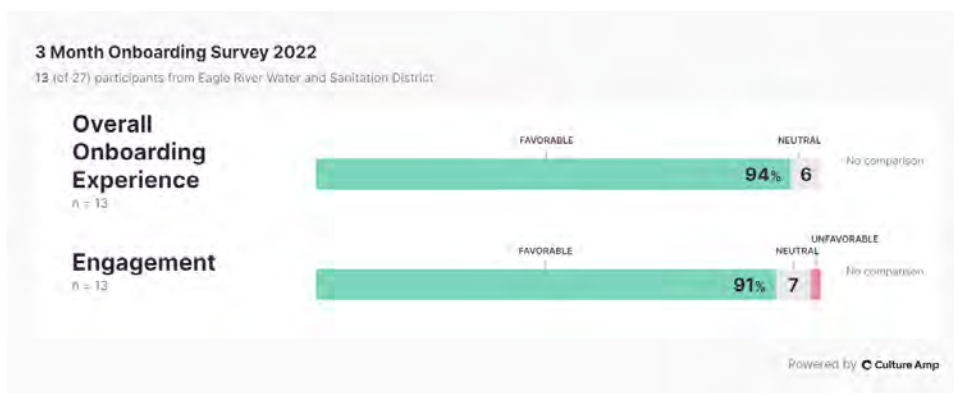 3 Month Onboarding Survey 2022
13 (of 27) participants from Eagle River Water and Sanitation District
Overall
Onboarding
Experience
n = 13
FAVORABLE
NEUTRAL
94%
6
No comparison
Engagement
n = 13
UNFAVORABLE
FAVORABLE
NEUTRAL
91%
7
No comparison
Powered by Culture Amp